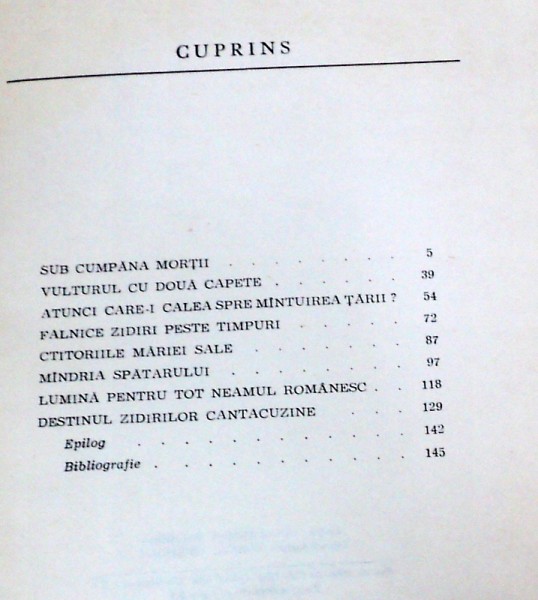 CUPRINS
SUB CUMPĂNA MORȚII . . . . . . . . 5
VULTURUL CU DOUĂ CAPETE . . . . . . 39
ATUNCI CARE-I CALEA SPRE MÎNTUIREA ȚĂRII ? 54
FALNICE ZIDIRI PESTE TIMPURI . . . . . 72
CTITORIILE MĂRIEI SALE . . . . . . . 87
MÎNDRIA SPĂTARULUI . . . . . . . . 97
LUMINĂ PENTRU TOT NEAMUL ROMÂNESC . . 118
DESTINUL ZIDIRILOR CANTACUZINE . . . 129
Epilog . . . . . . . . . . . . 142
Bibliografie . . . . . . . . . . . 145